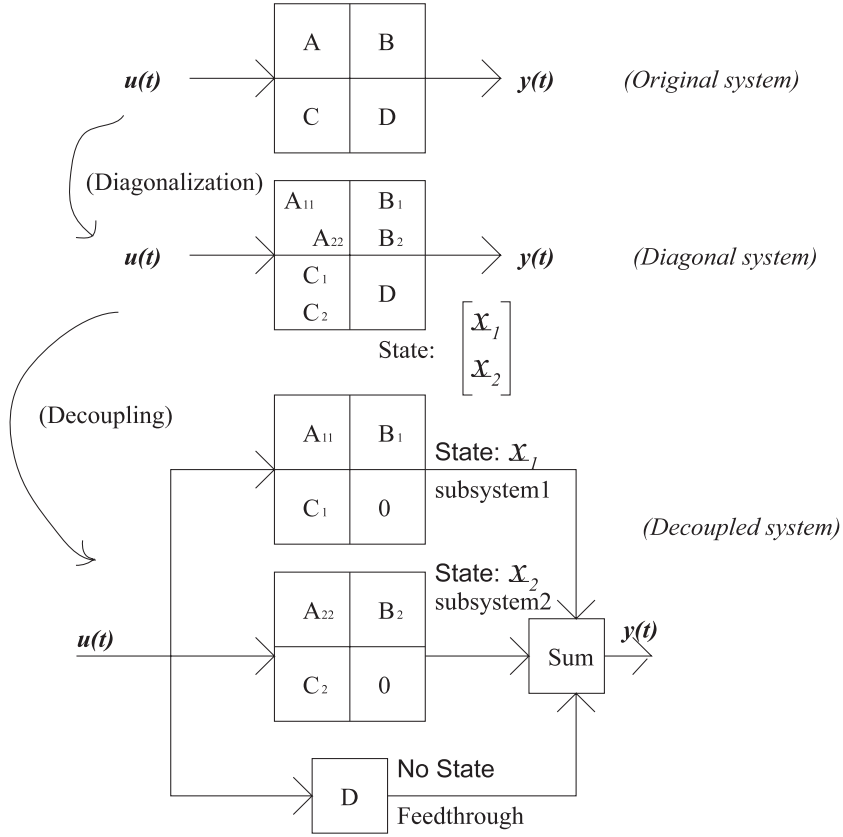 A B
u(t) y(t) (Original system)
C D
(Diagonalization)
A11 B1
A22 B2
u(t) y(t) (Diagonal system)
C1
D
C2
State: [x1 x2]
(Decoupling)
A11 B1
State: x1
subsystem1
C1 0
(Decoupled system)
State: x2
subsystem2
A22 B2
u(t) y(t)
Sum
C2 0
No State
D
Feedthrough